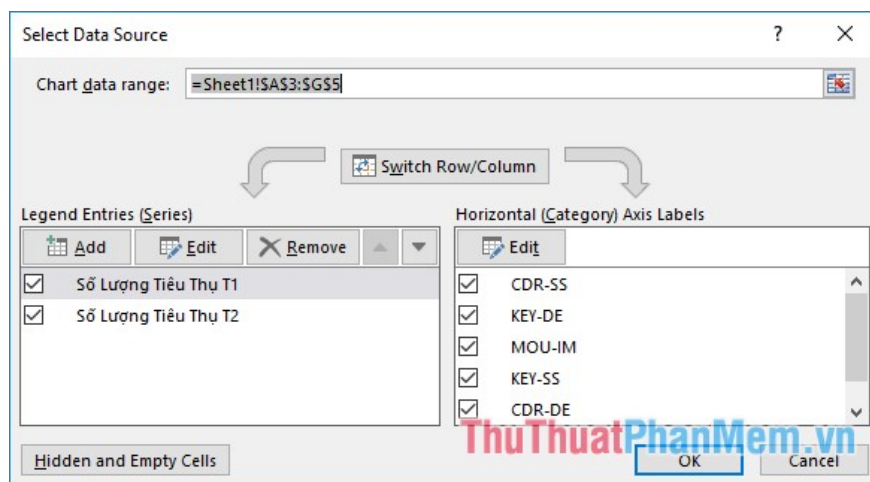 Select Data Source
?
Chart data range: =Sheet1!$A$3:$G$5
Switch Row/Column
Legend Entries (Series)
Add Edit Remove
Số Lượng Tiêu Thụ T1
Số Lượng Tiêu Thụ T2
Horizontal (Category) Axis Labels
Edit
CDR-SS
KEY-DE
MOU-IM
KEY-SS
CDR-DE
ThuThuatPhanMem.vn
Hidden and Empty Cells
OK Cancel